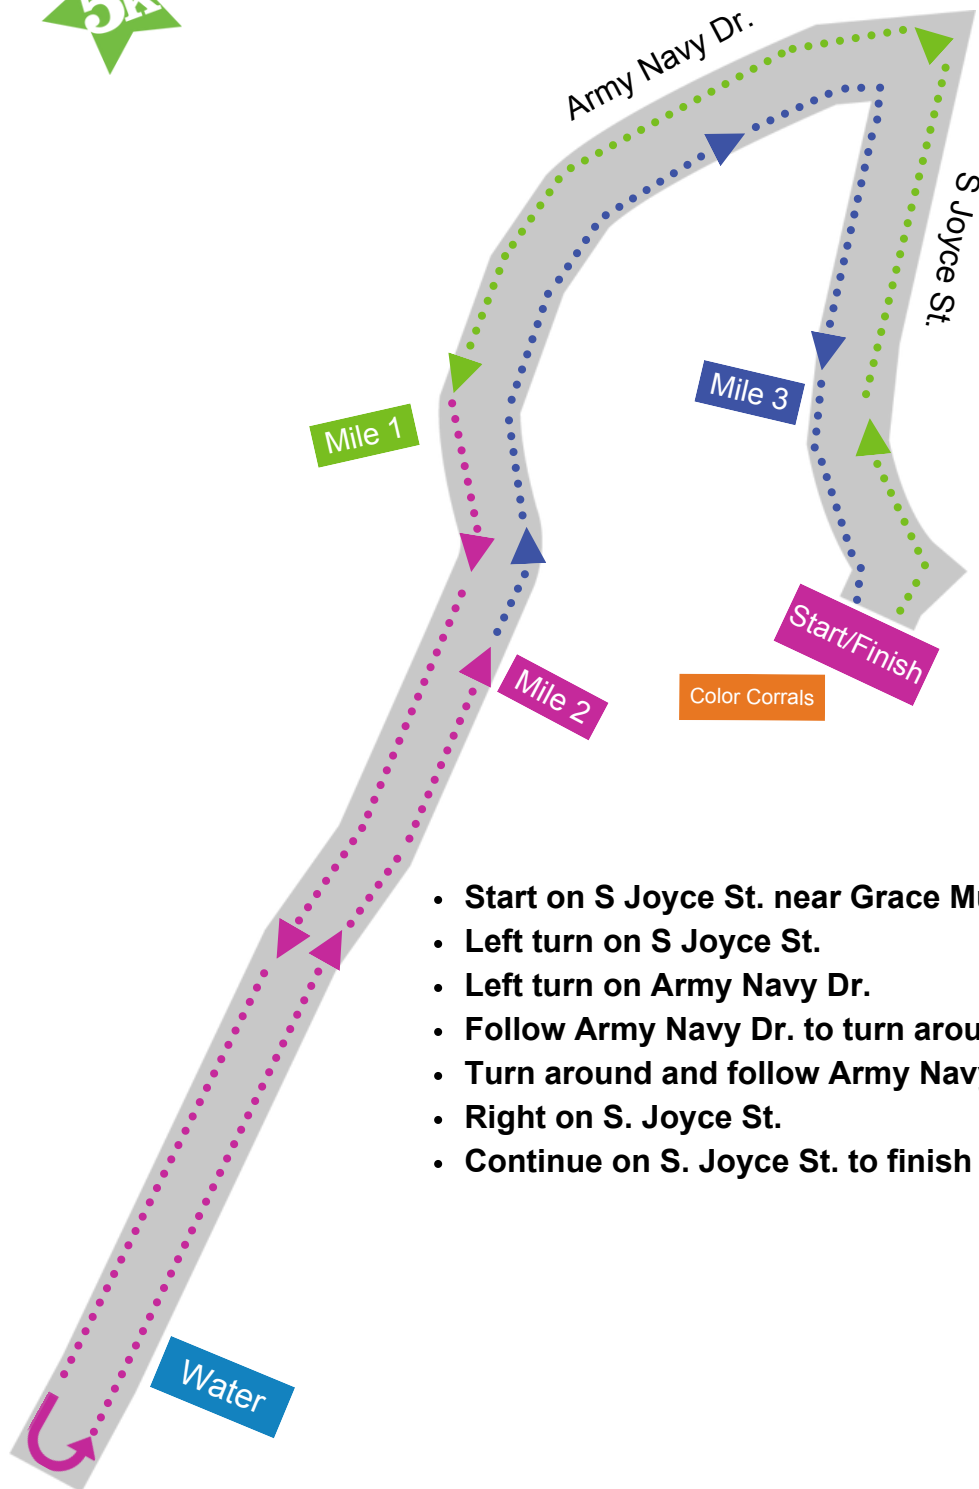 5K
Army Navy Dr.
S Joyce St.
Mile 3
Mile 1
Start/Finish
Mile 2
Color Corrals
• Start on S Joyce St. near Grace
• Left turn on S Joyce St.
• Left turn on Army Navy Dr.
• Follow Army Navy Dr. to turn
• Turn around and follow Army
• Right on S. Joyce St.
• Continue on S. Joyce St. to finish
Water